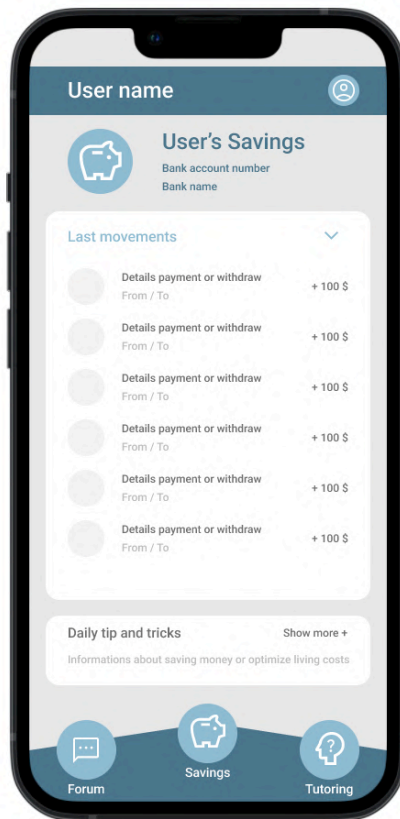 User name
User's Savings
Bank account number
Bank name
Last movements
Details payment or withdraw
From / To
+ 100 $
Details payment or withdraw
From / To
+ 100 $
Details payment or withdraw
From / To
+ 100 $
Details payment or withdraw
From / To
+ 100 $
Details payment or withdraw
From / To
+ 100 $
Details payment or withdraw
From / To
+ 100 $
Daily tip and tricks
Show more +
Informations about saving money or optimize living costs
Forum
Savings
Tutoring